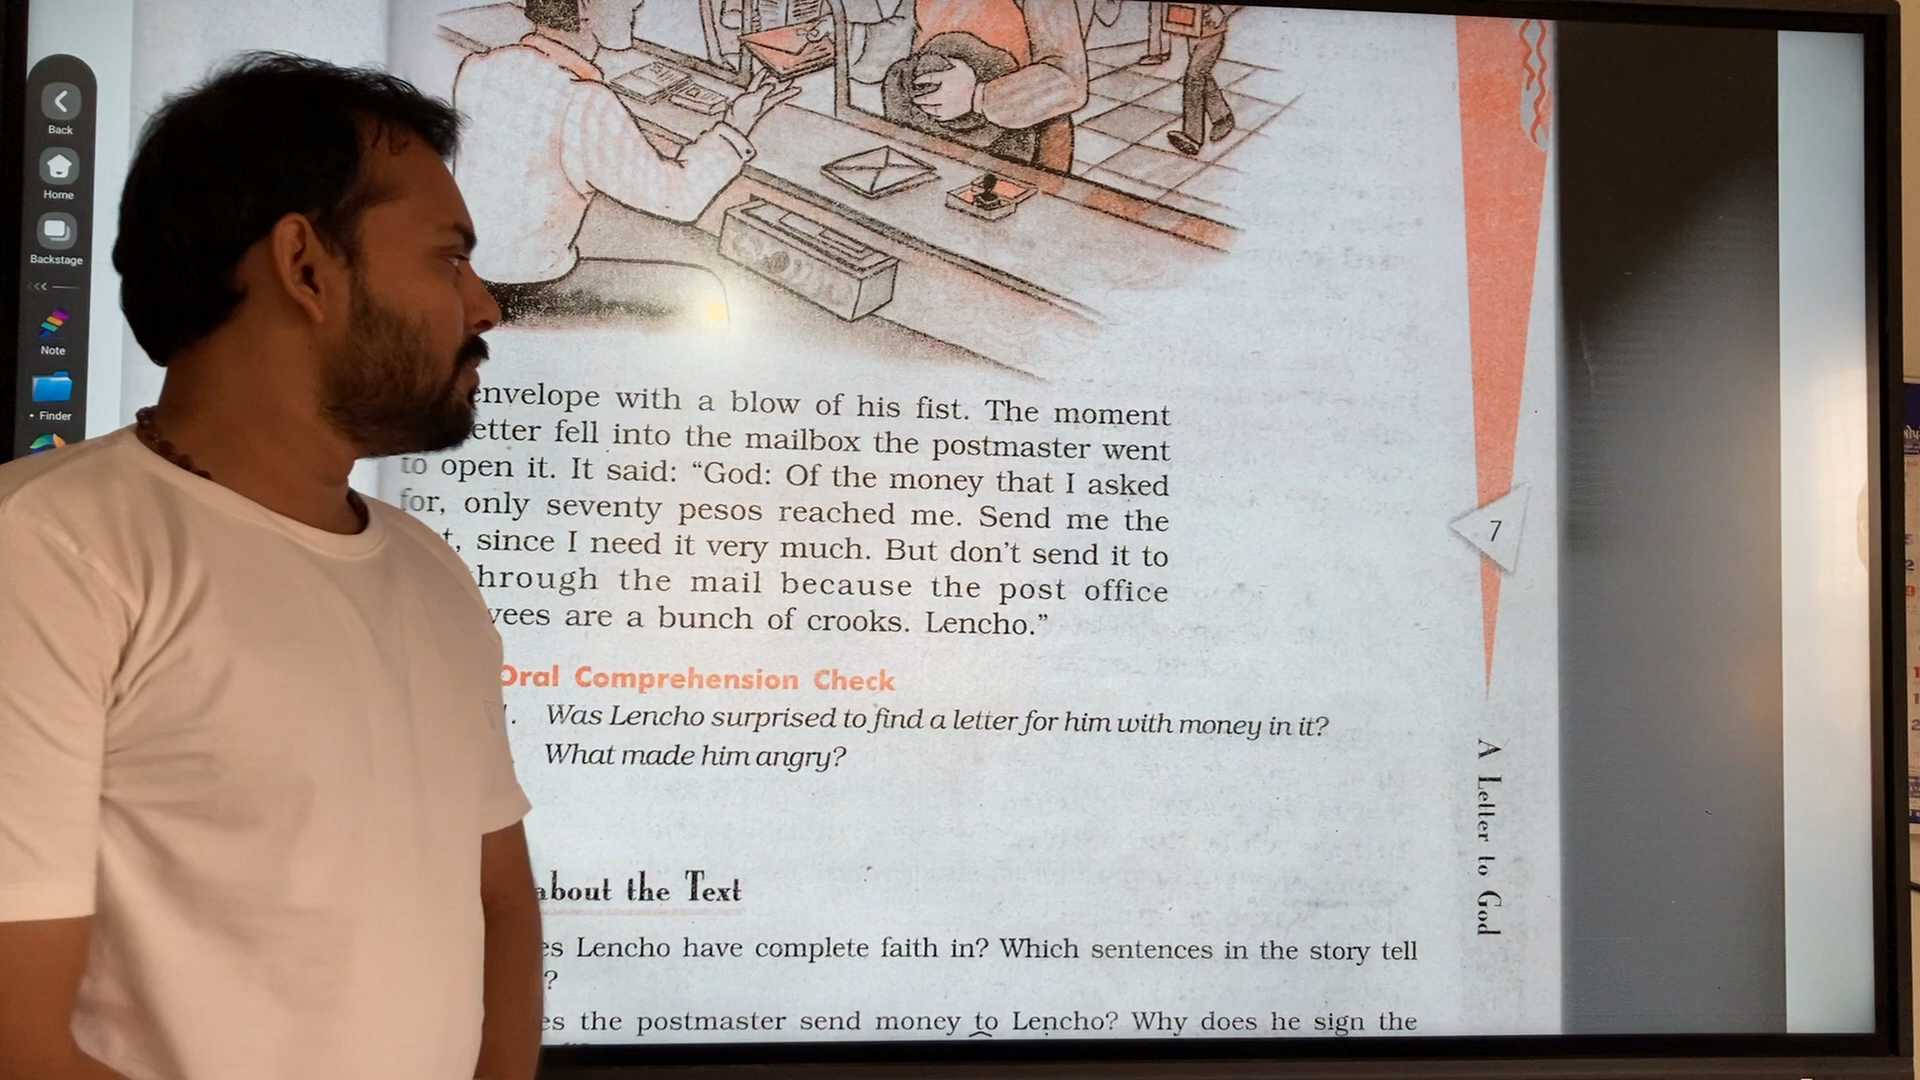 Back
Home
Backstage
Note
Finder
envelope with a blow of his fist. The moment
etter fell into the mailbox the postmaster went
to open it. It said: “God: Of the money that I asked
for, only seventy pesos reached me. Send me the
t, since I need it very much. But don’t send it to
hrough the mail because the post office
yees are a bunch of crooks. Lencho.”
Oral Comprehension Check
1. Was Lencho surprised to find a letter for him with money in it?
What made him angry?
about the Text
es Lencho have complete faith in? Which sentences in the story tell
?
es the postmaster send money to Lencho? Why does he sign the
7
A Letter to God